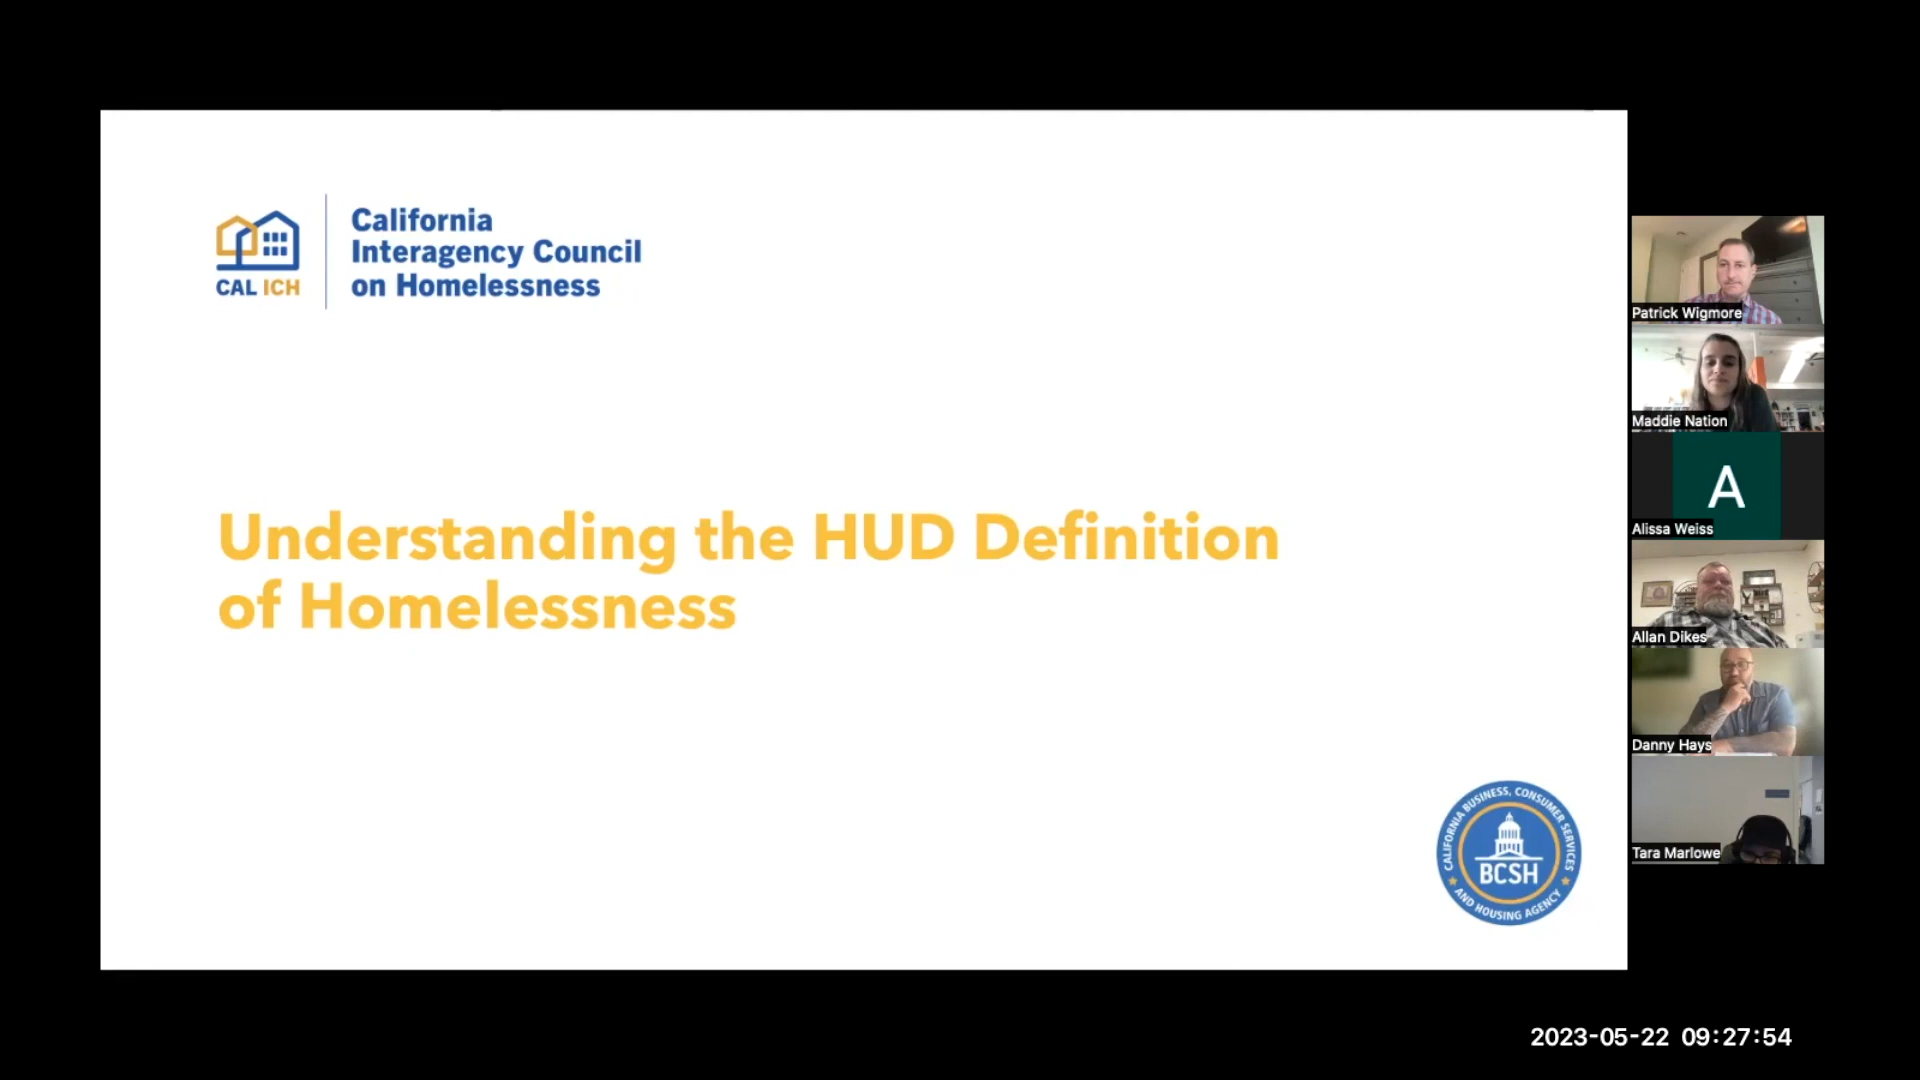 CAL ICH
California
Interagency Council
on Homelessness
Understanding the HUD Definition
of Homelessness
CALIFORNIA BUSINESS, CONSUMER SERVICES
BCSH
AND HOUSING AGENCY
Patrick Wigmore
Maddie Nation
A
Alissa Weiss
Allan Dikes
Danny Hays
Tara Marlowe
2023-05-22 09:27:54